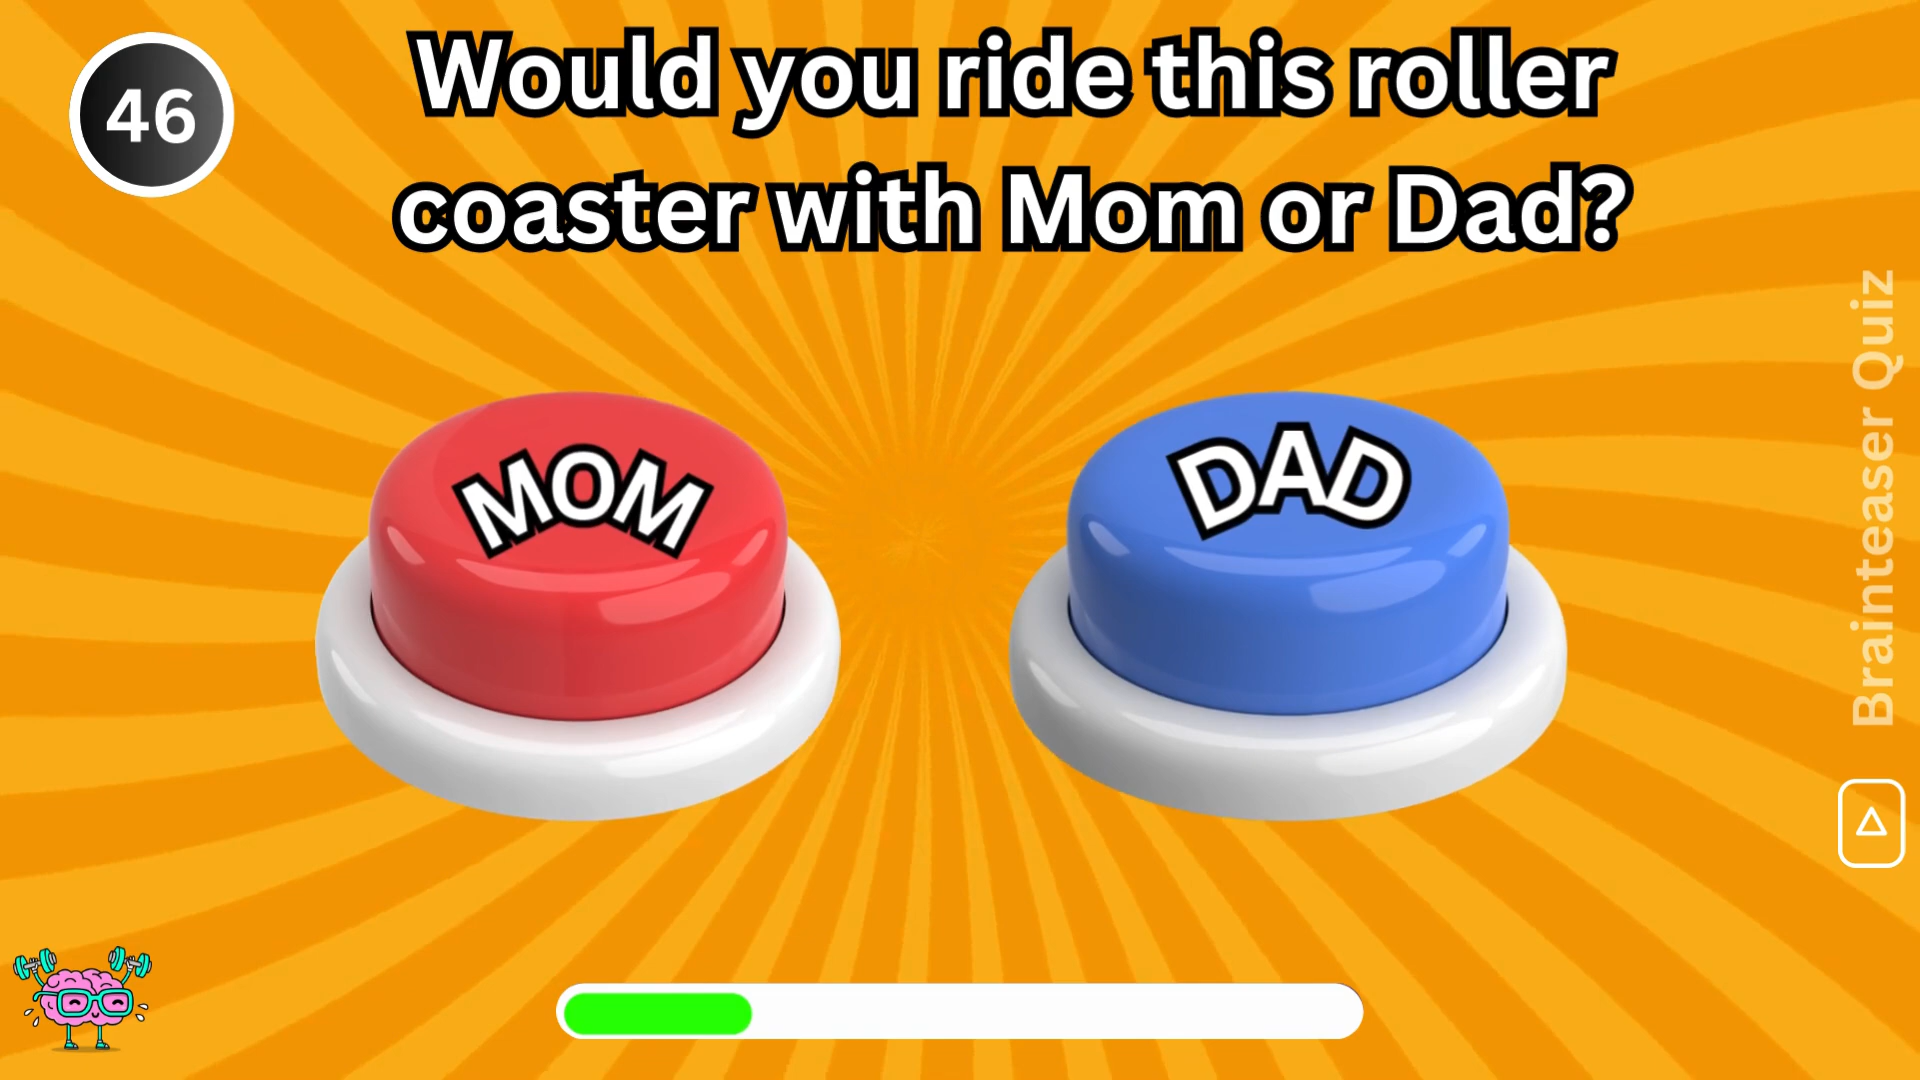 46
Would you ride this roller
coaster with Mom or Dad?
MOM
DAD
Brainteaser Quiz